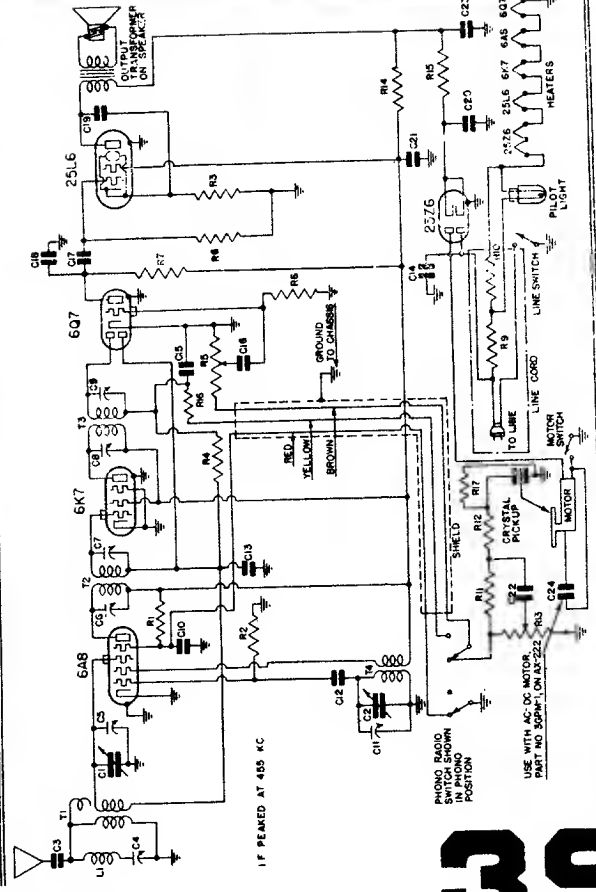 C3
L1
C4
T1
C1
C5
6A8
C6
T2
C7
6K7
C8
T3
C9
6Q7
C18
C17
25L6
C19
OUTPUT
TRANSFORMER
ON SPEAKER
R1
C10
R2
C13
R4
R16
C15
R5
C16
R7
R6
R3
R6
IF PEAKED AT 455 KC
C12
T4
C2
C11
RED
YELLOW
BROWN
GROUND
TO CHASSIS
SHIELD
C21
R14
R15
C20
C23
C14
25Z6
25Z6
25L6
6K7
6A8
6Q7
HEATERS
PILOT
LIGHT
R10
R9
LINE SWITCH
LINE CORD
TO LINE
MOTOR
SWITCH
MOTOR
CRYSTAL
PICKUP
R17
R12
R11
C22
R13
C24
PHONO RADIO
SWITCH SHOWN
IN PHONO
POSITION
USE WITH AC-DC MOTOR,
PART NO 3GPM-1, ON AX-222